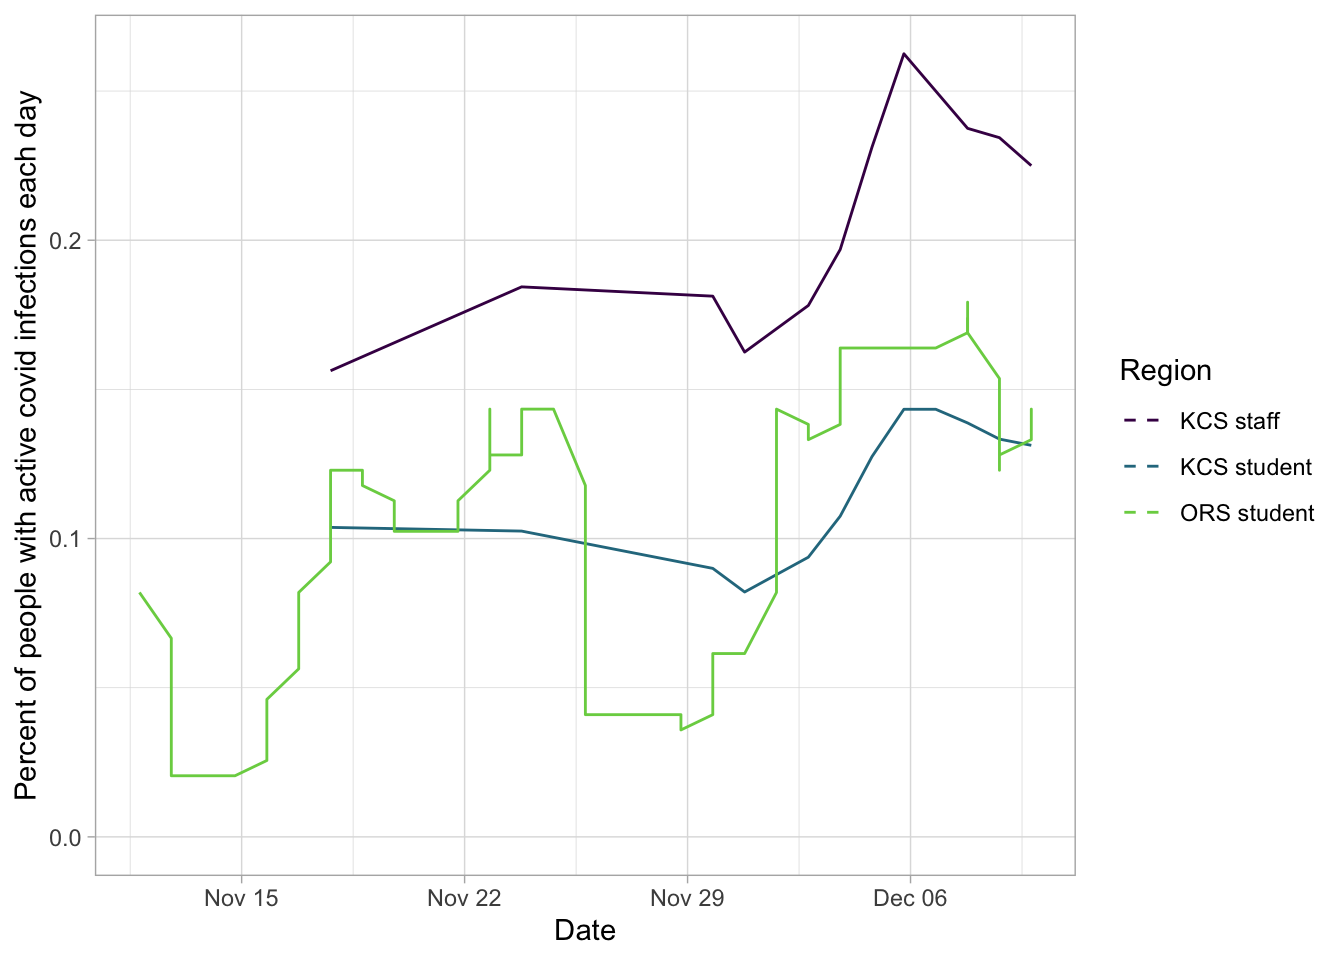 Percent of people with active covid infections each day
0.2
0.1
0.0
Nov 15
Nov 22
Nov 29
Dec 06
Date
Region
KCS staff
KCS student
ORS student